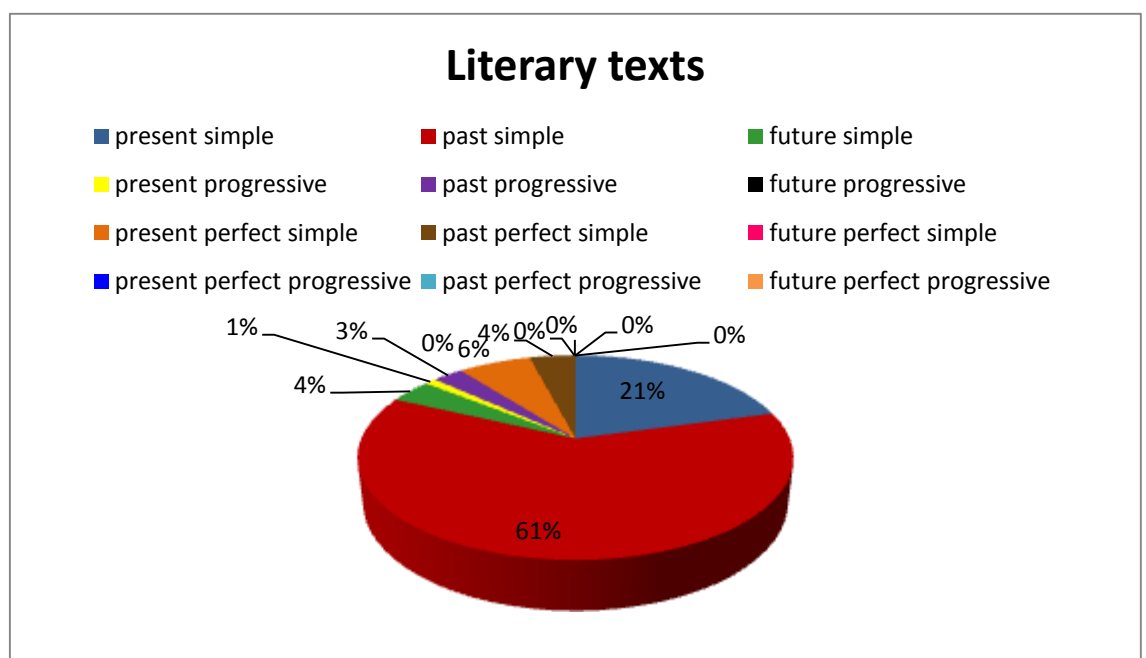 Literary texts
present simple past simple future simple
present progressive past progressive future progressive
present perfect simple past perfect simple future perfect simple
present perfect progressive past perfect progressive future perfect progressive
1% 3% 0% 6% 4% 0% 0% 0% 0%
4% 21%
61%